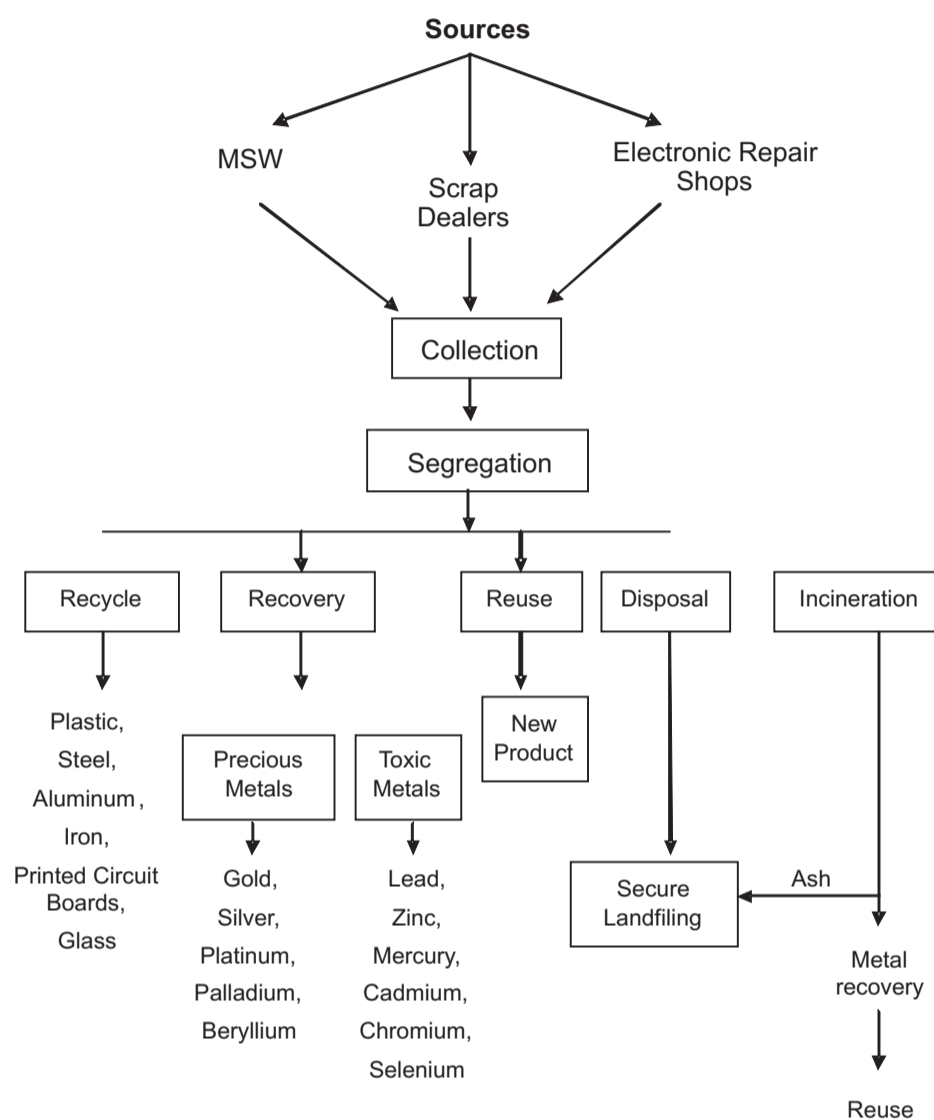 Sources
MSW
Scrap
Dealers
Electronic Repair
Shops
Collection
Segregation
Recycle
Recovery
Reuse
Disposal
Incineration
Plastic,
Steel,
Aluminum,
Iron,
Printed Circuit
Boards,
Glass
Precious
Metals
Gold,
Silver,
Platinum,
Palladium,
Beryllium
Toxic
Metals
Lead,
Zinc,
Mercury,
Cadmium,
Chromium,
Selenium
New
Product
Secure
Landfiling
Ash
Metal
recovery
Reuse